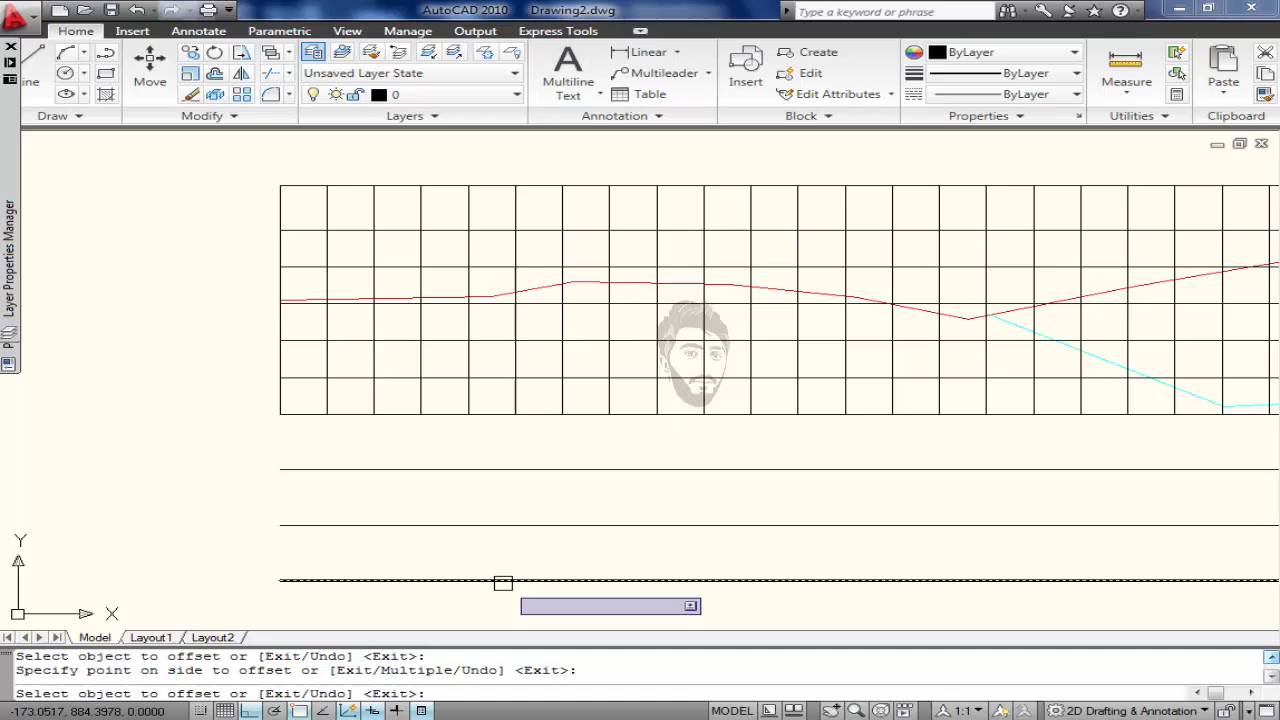 AutoCAD 2010 Drawing2.dwg
Type a keyword or phrase
Home Insert Annotate Parametric View Manage Output Express Tools
ine Move Unsaved Layer State 0
Multiline Text Linear Multileader Table
Insert Create Edit Edit Attributes
ByLayer
ByLayer
ByLayer
Measure Paste
Draw Modify Layers Annotation Block Properties Utilities Clipboard
Layer Properties Manager
P
Y
X
Model Layout1 Layout2
Select object to offset or [Exit/Undo] <Exit>:
Specify point on side to offset or [Exit/Multiple/Undo] <Exit>:
Select object to offset or [Exit/Undo] <Exit>:
-173.0517, 884.3978, 0.0000 MODEL 1:1 2D Drafting & Annotation